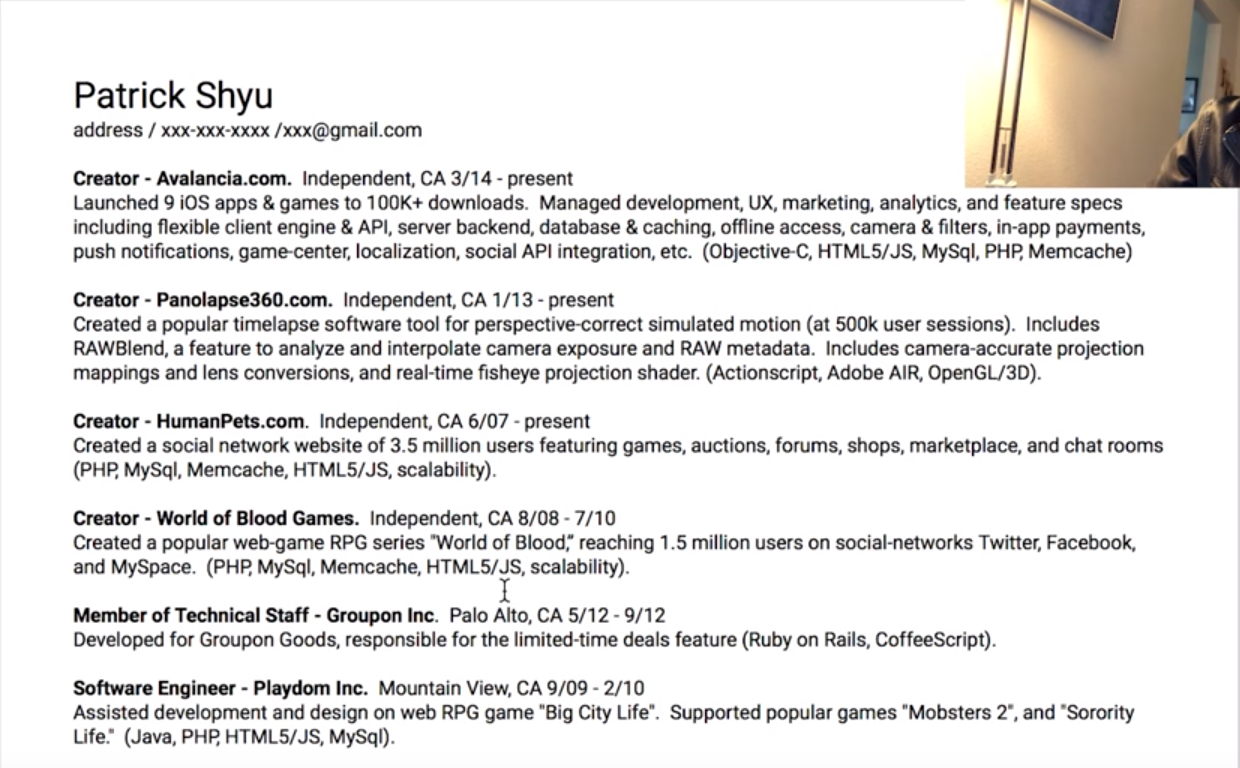 Patrick Shyu
address / xxx-xxx-xxxx /xxx@gmail.com
Creator - Avalancia.com.  Independent, CA 3/14 - present
Launched 9 iOS apps & games to 100K+ downloads.  Managed development, UX, marketing, analytics, and feature specs
including flexible client engine & API, server backend, database & caching, offline access, camera & filters, in-app payments,
push notifications, game-center, localization, social API integration, etc.  (Objective-C, HTML5/JS, MySql, PHP, Memcache)
Creator - Panolapse360.com.  Independent, CA 1/13 - present
Created a popular timelapse software tool for perspective-correct simulated motion (at 500k user sessions).  Includes
RAWBlend, a feature to analyze and interpolate camera exposure and RAW metadata.  Includes camera-accurate projection
mappings and lens conversions, and real-time fisheye projection shader. (Actionscript, Adobe AIR, OpenGL/3D).
Creator - HumanPets.com.  Independent, CA 6/07 - present
Created a social network website of 3.5 million users featuring games, auctions, forums, shops, marketplace, and chat rooms
(PHP, MySql, Memcache, HTML5/JS, scalability).
Creator - World of Blood Games.  Independent, CA 8/08 - 7/10
Created a popular web-game RPG series "World of Blood," reaching 1.5 million users on social-networks Twitter, Facebook,
and MySpace.  (PHP, MySql, Memcache, HTML5/JS, scalability).
Member of Technical Staff - Groupon Inc.  Palo Alto, CA 5/12 - 9/12
Developed for Groupon Goods, responsible for the limited-time deals feature (Ruby on Rails, CoffeeScript).
Software Engineer - Playdom Inc.  Mountain View, CA 9/09 - 2/10
Assisted development and design on web RPG game "Big City Life".  Supported popular games "Mobsters 2", and "Sorority
Life."  (Java, PHP, HTML5/JS, MySql).